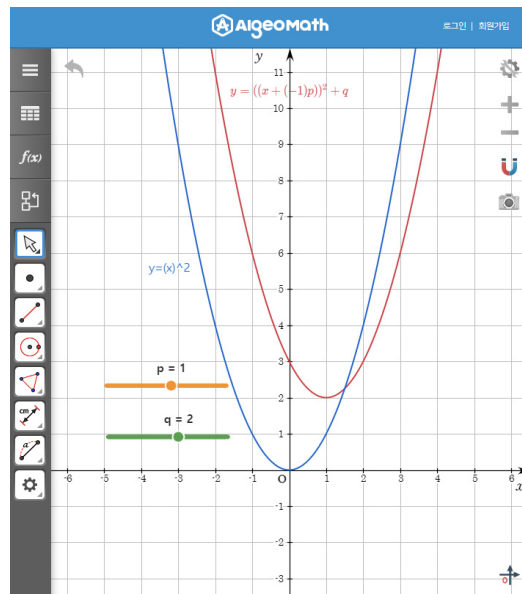 AlgeoMath
로그인 | 회원가입
y
11
y = ((x + (−1)p))² + q
10
9
8
f(x)
7
6
y=(x)^2
5
4
p = 1
3
2
q = 2
cm
1
a
-6 -5 -4 -3 -2 -1 O 1 2 3 4 5 6
x
-1
-2
0
-3